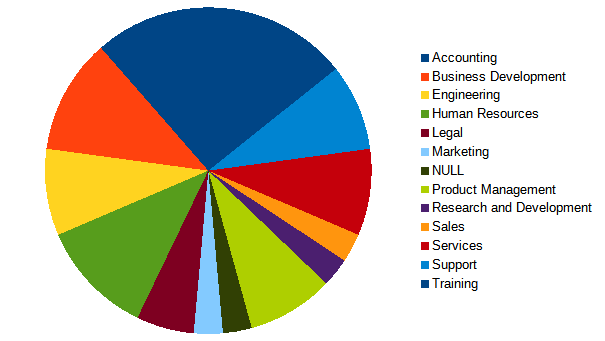 Accounting
Business Development
Engineering
Human Resources
Legal
Marketing
NULL
Product Management
Research and Development
Sales
Services
Support
Training